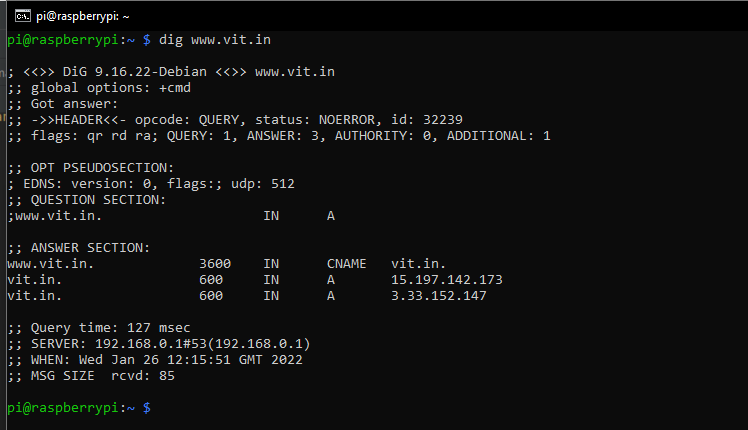 pi@raspberrypi: ~
pi@raspberrypi:~ $ dig www.vit.in

; <<>> DiG 9.16.22-Debian <<>> www.vit.in
;; global options: +cmd
;; Got answer:
;; ->>HEADER<<- opcode: QUERY, status: NOERROR, id: 32239
;; flags: qr rd ra; QUERY: 1, ANSWER: 3, AUTHORITY: 0, ADDITIONAL: 1

;; OPT PSEUDOSECTION:
; EDNS: version: 0, flags:; udp: 512
;; QUESTION SECTION:
;www.vit.in.                    IN      A

;; ANSWER SECTION:
www.vit.in.             3600    IN      CNAME   vit.in.
vit.in.                 600     IN      A       15.197.142.173
vit.in.                 600     IN      A       3.33.152.147

;; Query time: 127 msec
;; SERVER: 192.168.0.1#53(192.168.0.1)
;; WHEN: Wed Jan 26 12:15:51 GMT 2022
;; MSG SIZE  rcvd: 85

pi@raspberrypi:~ $